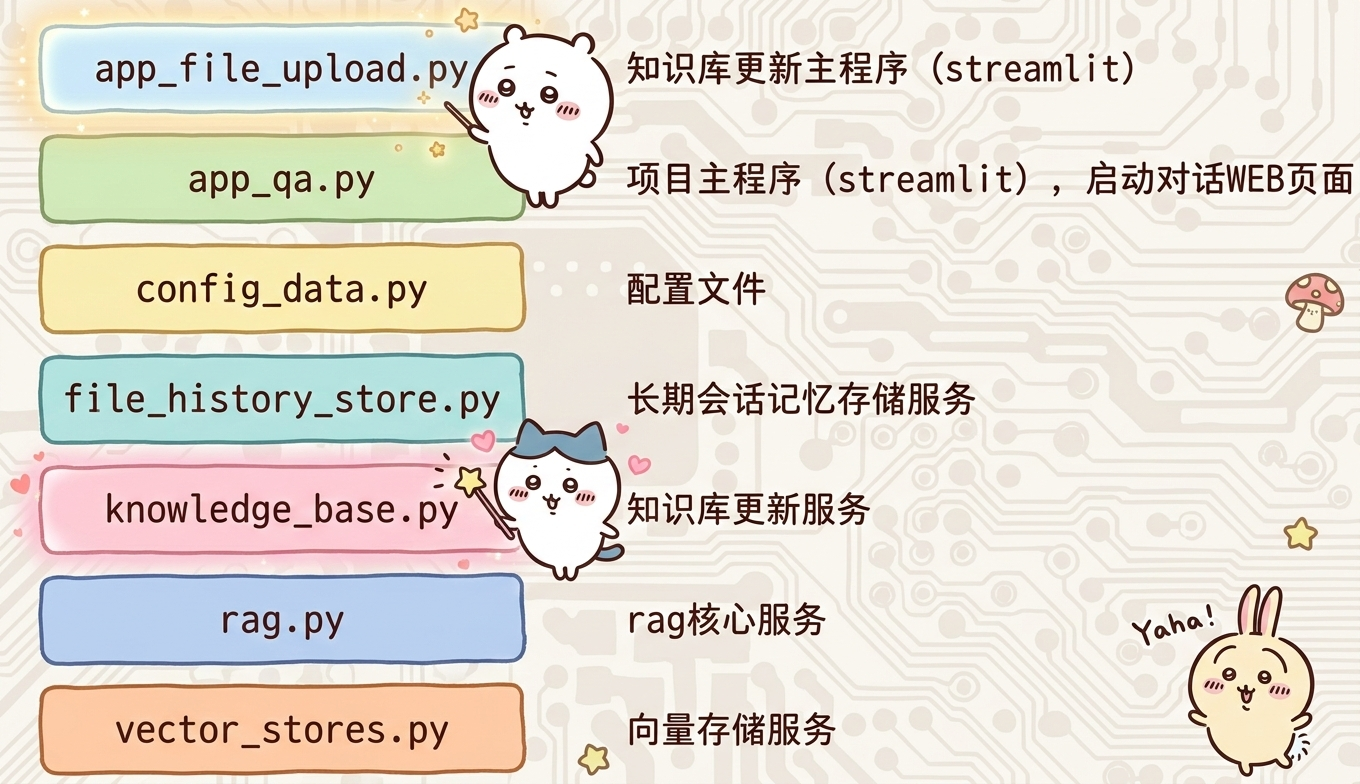 app_file_upload.py 知识库更新主程序（streamlit）
app_qa.py 项目主程序（streamlit），启动对话WEB页面
config_data.py 配置文件
file_history_store.py 长期会话记忆存储服务
knowledge_base.py 知识库更新服务
rag.py rag核心服务
Yaha!
vector_stores.py 向量存储服务